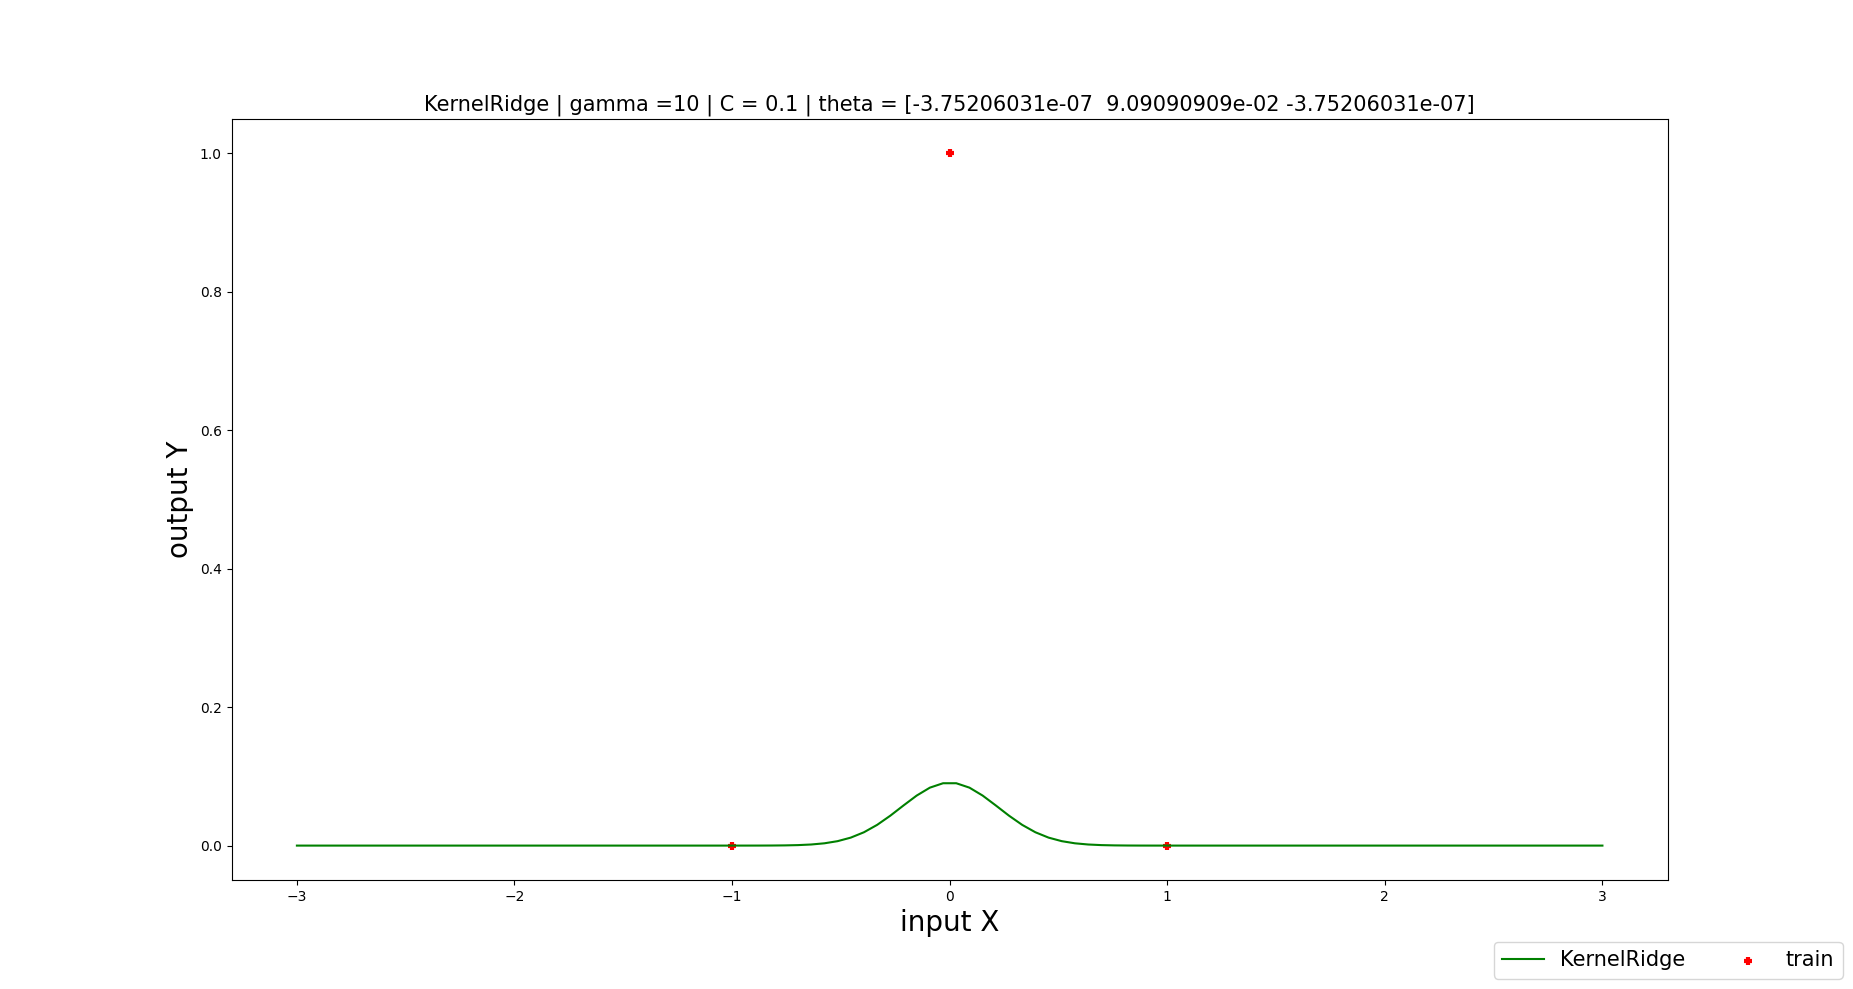 KernelRidge | gamma =10 | C = 0.1 | theta = [-3.75206031e-07  9.09090909e-02 -3.75206031e-07]
1.0
0.8
0.6
0.4
0.2
0.0
output Y
−3 −2 −1 0 1 2 3
input X
KernelRidge train